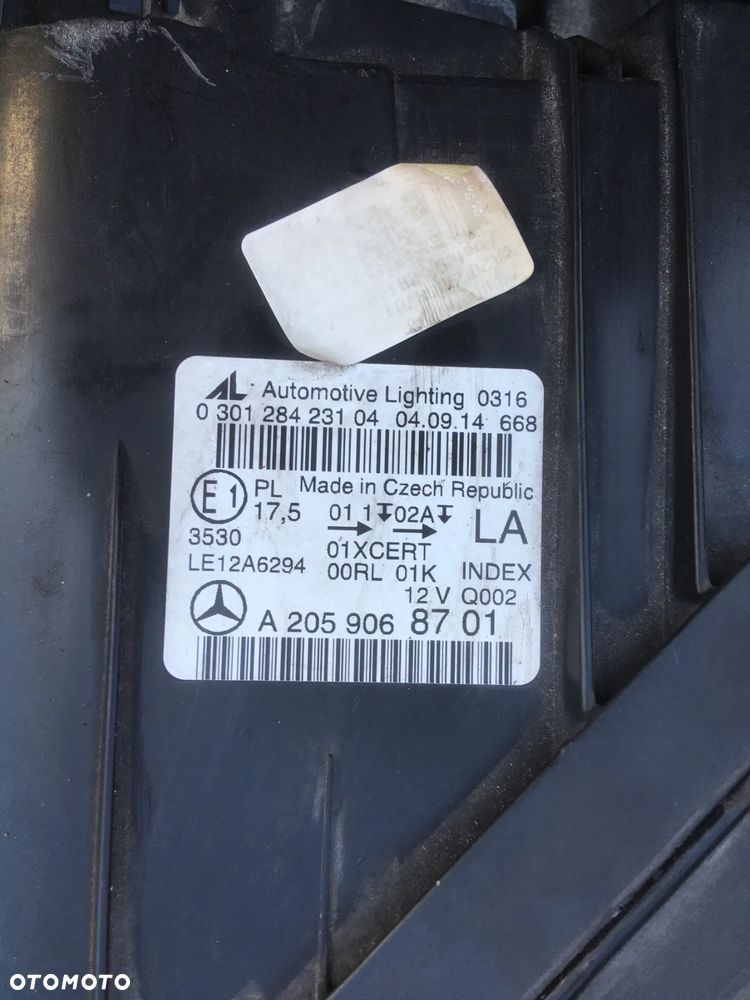 AL Automotive Lighting 0316
0 301 284 231 04 04.09.14 668
E1 PL Made in Czech Republic
17,5 01 1 02A LA
3530 01XCERT
LE12A6294 00RL 01K INDEX
12 V Q002
A 205 906 87 01
OTOMOTO